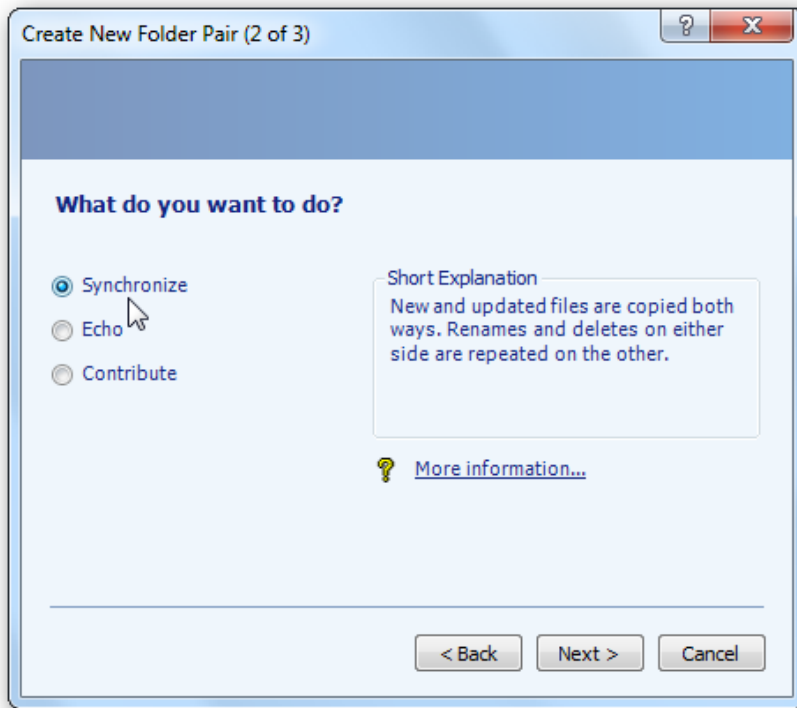 Create New Folder Pair (2 of 3)
What do you want to do?
Synchronize
Echo
Contribute
Short Explanation
New and updated files are copied both
ways. Renames and deletes on either
side are repeated on the other.
More information...
< Back
Next >
Cancel